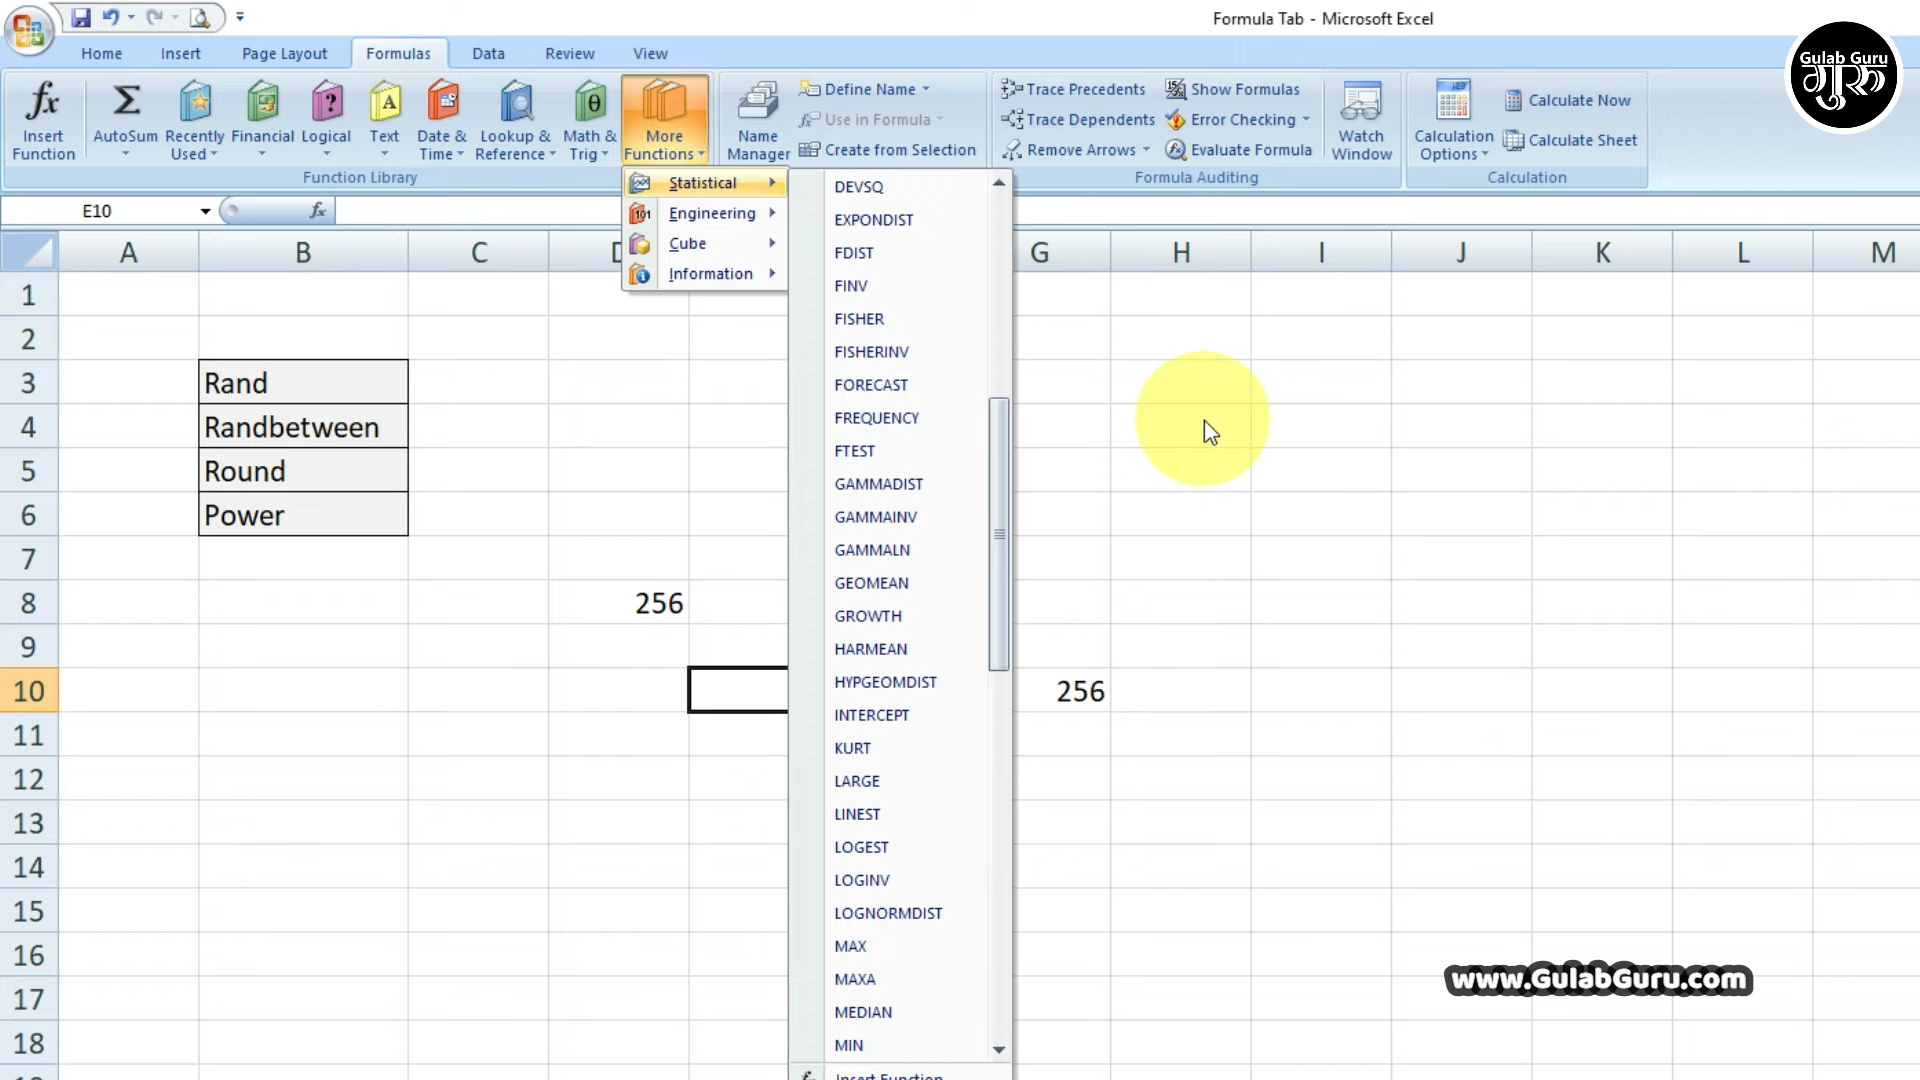 Formula Tab - Microsoft Excel
Home Insert Page Layout Formulas Data Review View
Gulab Guru
गुरु
fx Insert Function
Σ AutoSum
Recently Used
Financial
Logical
Text
Date & Time
Lookup & Reference
Math & Trig
More Functions
Name Manager
Define Name
Use in Formula
Create from Selection
Trace Precedents
Trace Dependents
Remove Arrows
Show Formulas
Error Checking
Evaluate Formula
Watch Window
Calculation Options
Calculate Now
Calculate Sheet
Function Library
Formula Auditing
Calculation
E10
fx
Statistical
Engineering
Cube
Information
DEVSQ
EXPONDIST
FDIST
FINV
FISHER
FISHERINV
FORECAST
FREQUENCY
FTEST
GAMMADIST
GAMMAINV
GAMMALN
GEOMEAN
GROWTH
HARMEAN
HYPGEOMDIST
INTERCEPT
KURT
LARGE
LINEST
LOGEST
LOGINV
LOGNORMDIST
MAX
MAXA
MEDIAN
MIN
Insert Function
A B C D G H I J K L M
1
2
3 Rand
4 Randbetween
5 Round
6 Power
7
8 256
9
10 256
11
12
13
14
15
16
17
18
www.GulabGuru.com